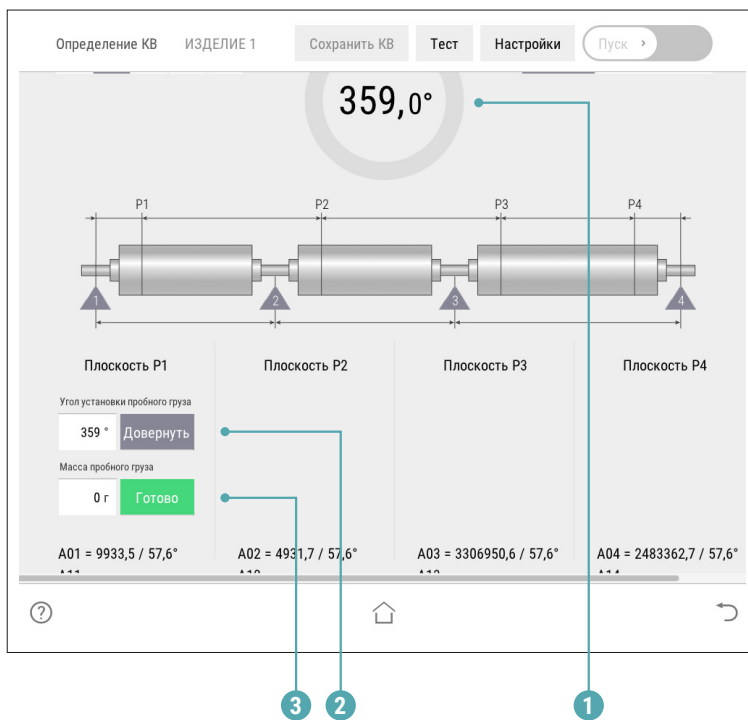 Определение КВ ИЗДЕЛИЕ 1 Сохранить КВ Тест Настройки Пуск >
359,0°
P1 P2 P3 P4
1 2 3 4
Плоскость P1 Плоскость P2 Плоскость P3 Плоскость P4
Угол установки пробного груза
359 ° Довернуть
Масса пробного груза
0 г Готово
A01 = 9933,5 / 57,6° A02 = 4931,7 / 57,6° A03 = 3306950,6 / 57,6° A04 = 2483362,7 / 57,6°
?
3 2 1